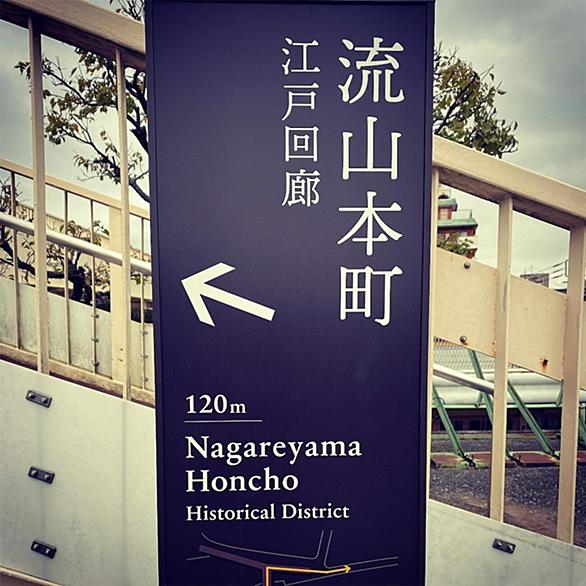 流山本町
江戸回廊
120m
Nagareyama
Honcho
Historical District